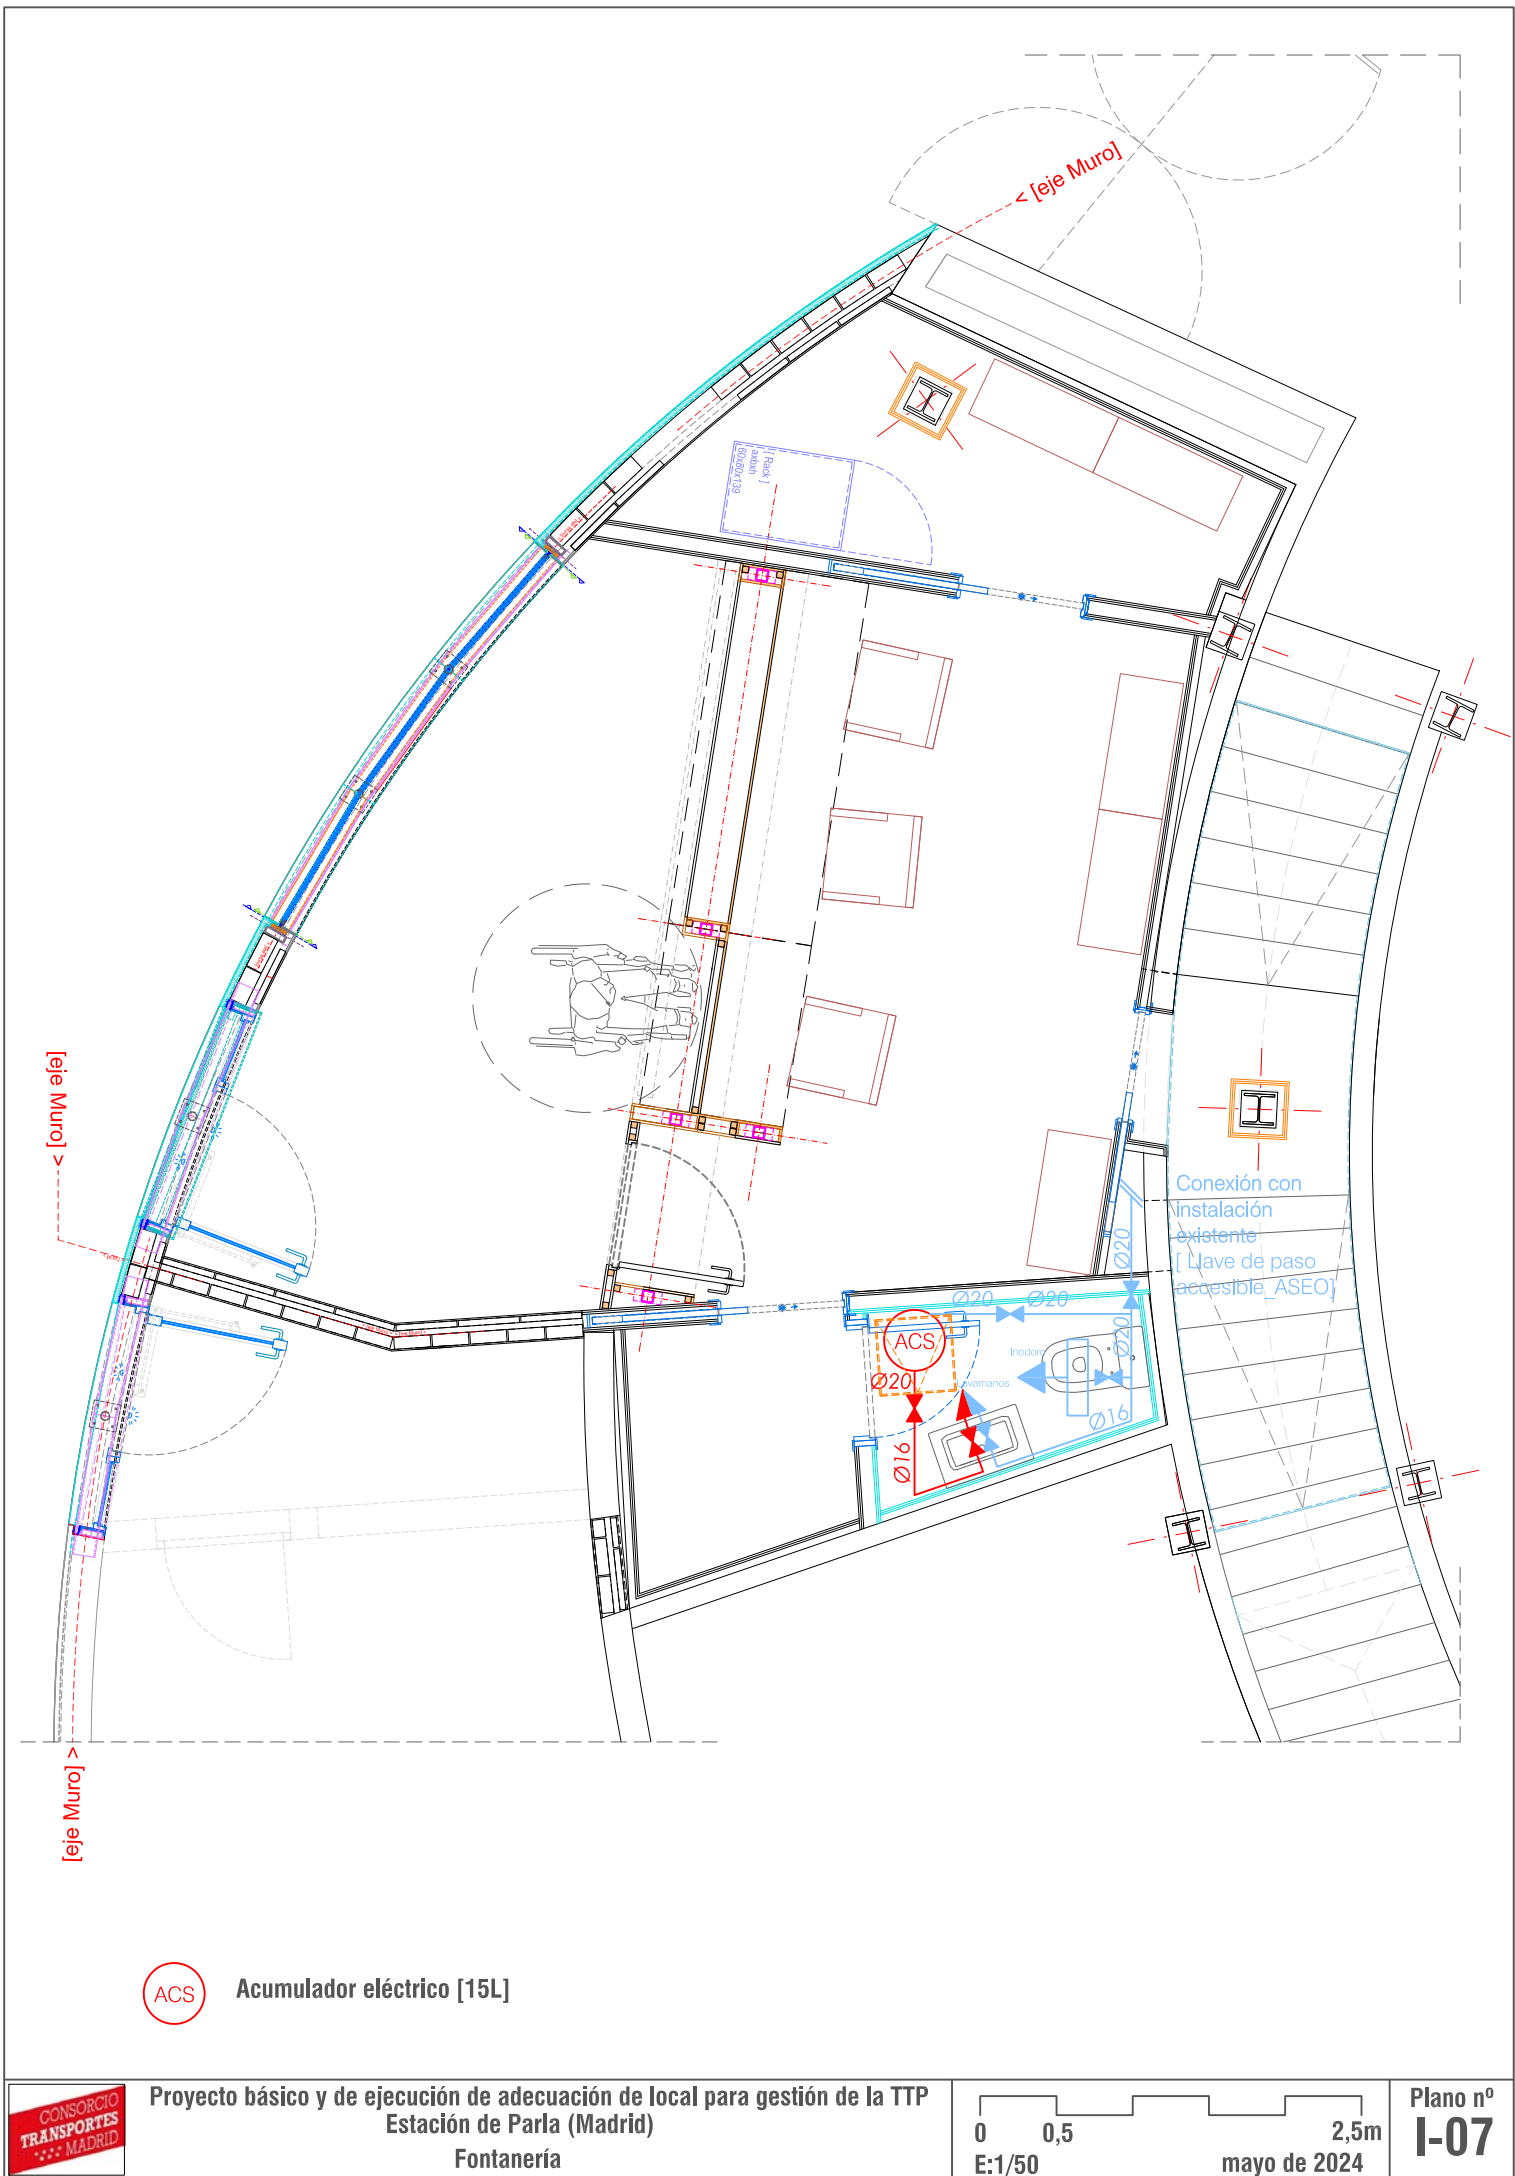 < [eje Muro]
[ Rack ]
axbxh
60x80x139
[eje Muro] >
Conexión con
instalación
existente
[ Llave de paso
accesible_ASEO]
Ø20
Ø20
Ø20
ACS
Inodoro
Ø20
Ø20
Ø16
Ø16
[eje Muro] >
ACS
Acumulador eléctrico [15L]
CONSORCIO
TRANSPORTES
MADRID
Proyecto básico y de ejecución de adecuación de local para gestión de la TTP
Estación de Parla (Madrid)
Fontanería
0 0,5 2,5m
E:1/50 mayo de 2024
Plano nº
I-07